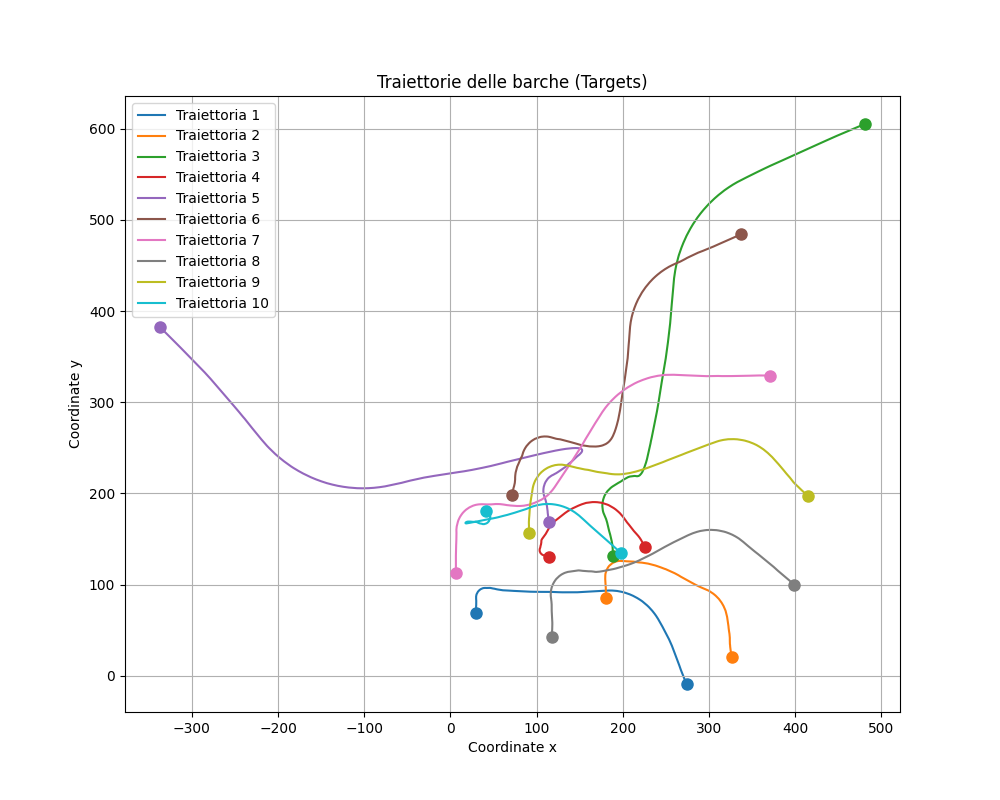 Traiettorie delle barche (Targets)
Traiettoria 1
Traiettoria 2
Traiettoria 3
Traiettoria 4
Traiettoria 5
Traiettoria 6
Traiettoria 7
Traiettoria 8
Traiettoria 9
Traiettoria 10
Coordinate y
600
500
400
300
200
100
0
−300 −200 −100 0 100 200 300 400 500
Coordinate x